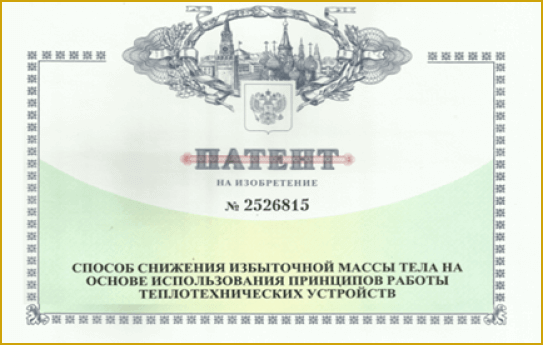 ПАТЕНТ
НА ИЗОБРЕТЕНИЕ
№ 2526815
СПОСОБ СНИЖЕНИЯ ИЗБЫТОЧНОЙ МАССЫ ТЕЛА НА
ОСНОВЕ ИСПОЛЬЗОВАНИЯ ПРИНЦИПОВ РАБОТЫ
ТЕПЛОТЕХНИЧЕСКИХ УСТРОЙСТВ